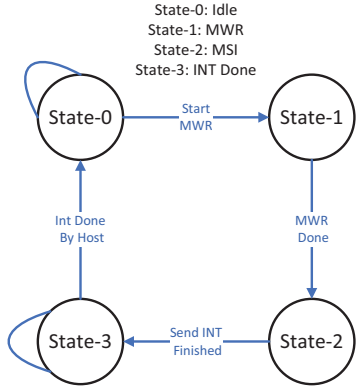 State-0: Idle
State-1: MWR
State-2: MSI
State-3: INT Done
State-0
Start
MWR
State-1
Int Done
By Host
MWR
Done
State-3
Send INT
Finished
State-2